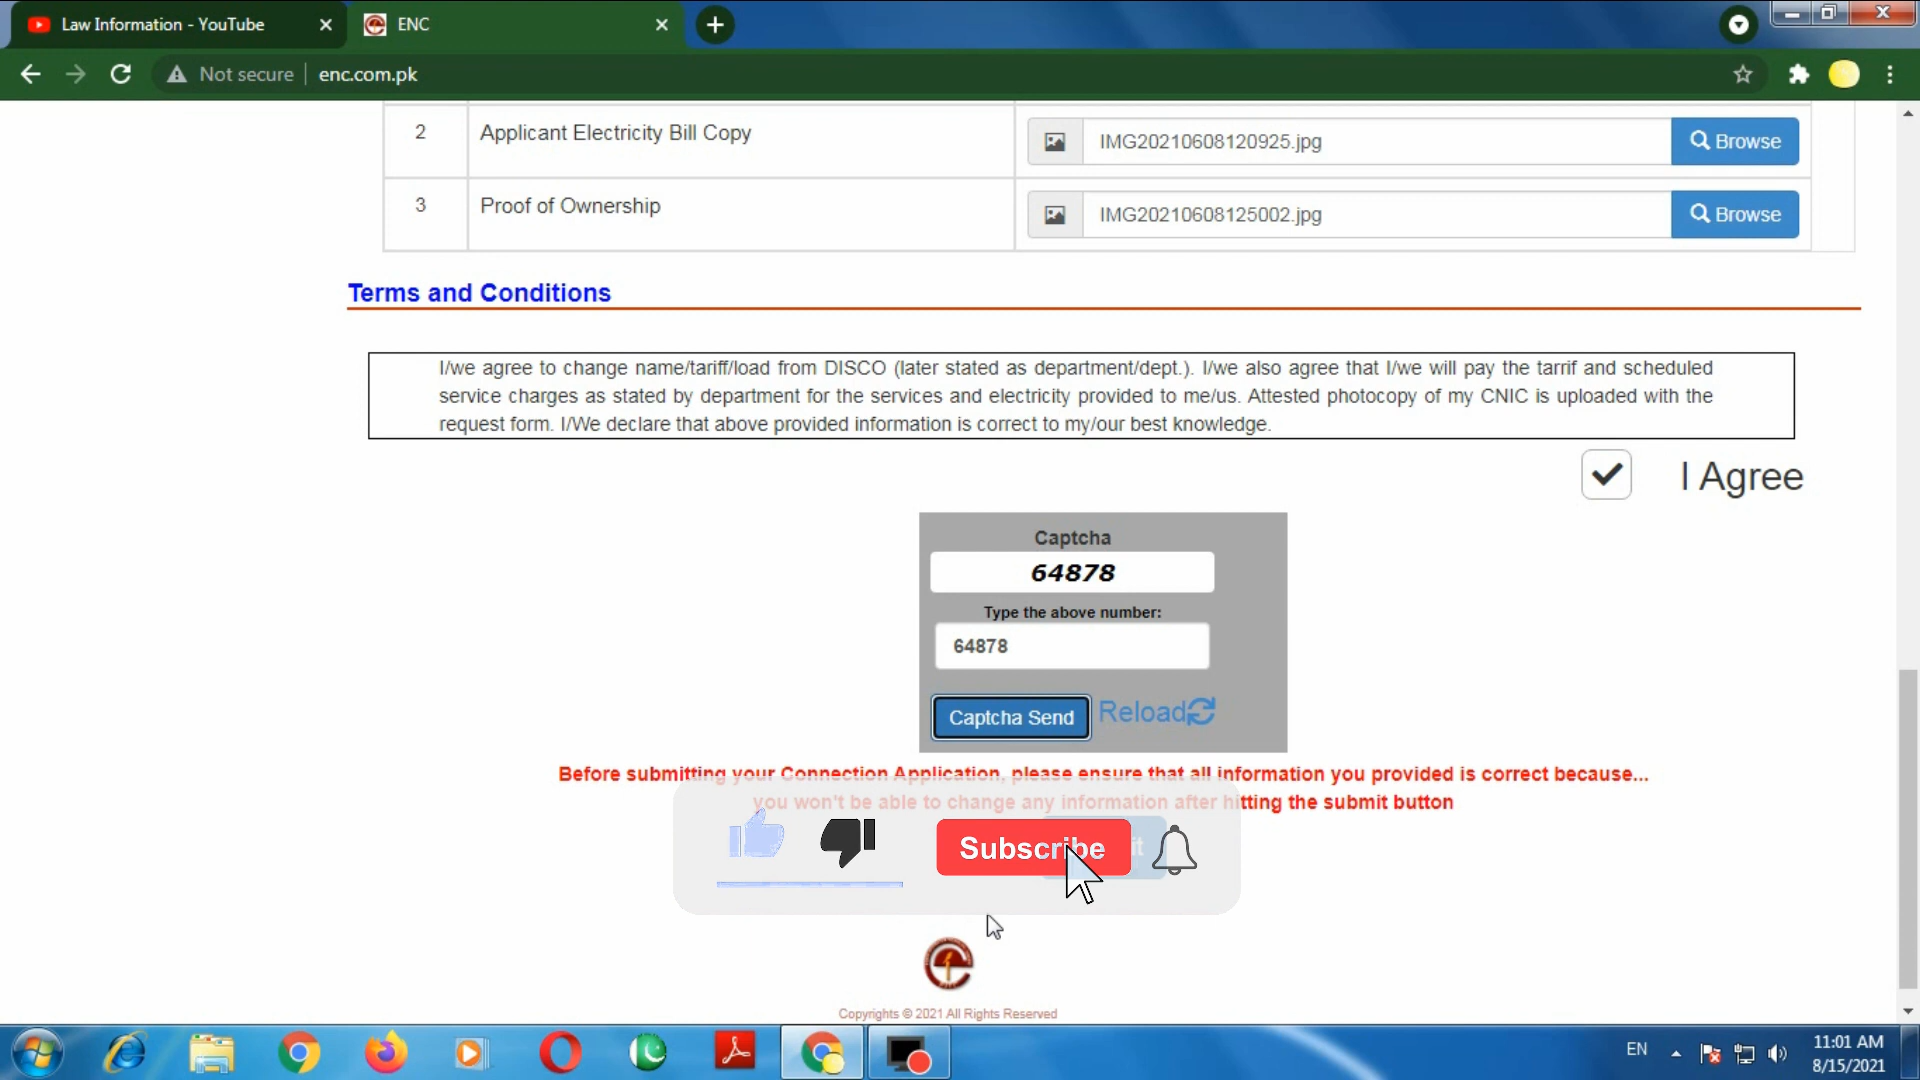 Law Information - YouTube
ENC
Not secure
enc.com.pk
2
Applicant Electricity Bill Copy
IMG20210608120925.jpg
Browse
3
Proof of Ownership
IMG20210608125002.jpg
Browse
Terms and Conditions
I/we agree to change name/tariff/load from DISCO (later stated as department/dept.). I/we also agree that I/we will pay the tarrif and scheduled
service charges as stated by department for the services and electricity provided to me/us. Attested photocopy of my CNIC is uploaded with the
request form. I/We declare that above provided information is correct to my/our best knowledge.
I Agree
Captcha
64878
Type the above number:
64878
Captcha Send
Reload
Before submitting your Connection Application, please ensure that all information you provided is correct because...
you won't be able to change any information after hitting the submit button
Subscribe
Copyrights © 2021 All Rights Reserved
EN
11:01 AM
8/15/2021